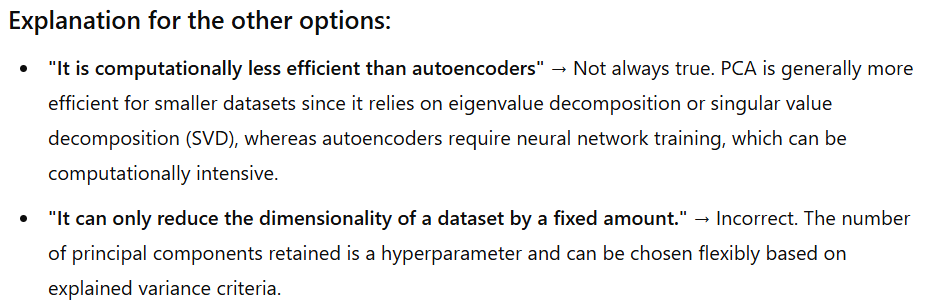 Explanation for the other options:
• "It is computationally less efficient than autoencoders" → Not always true. PCA is generally more
efficient for smaller datasets since it relies on eigenvalue decomposition or singular value
decomposition (SVD), whereas autoencoders require neural network training, which can be
computationally intensive.
• "It can only reduce the dimensionality of a dataset by a fixed amount." → Incorrect. The number
of principal components retained is a hyperparameter and can be chosen flexibly based on
explained variance criteria.